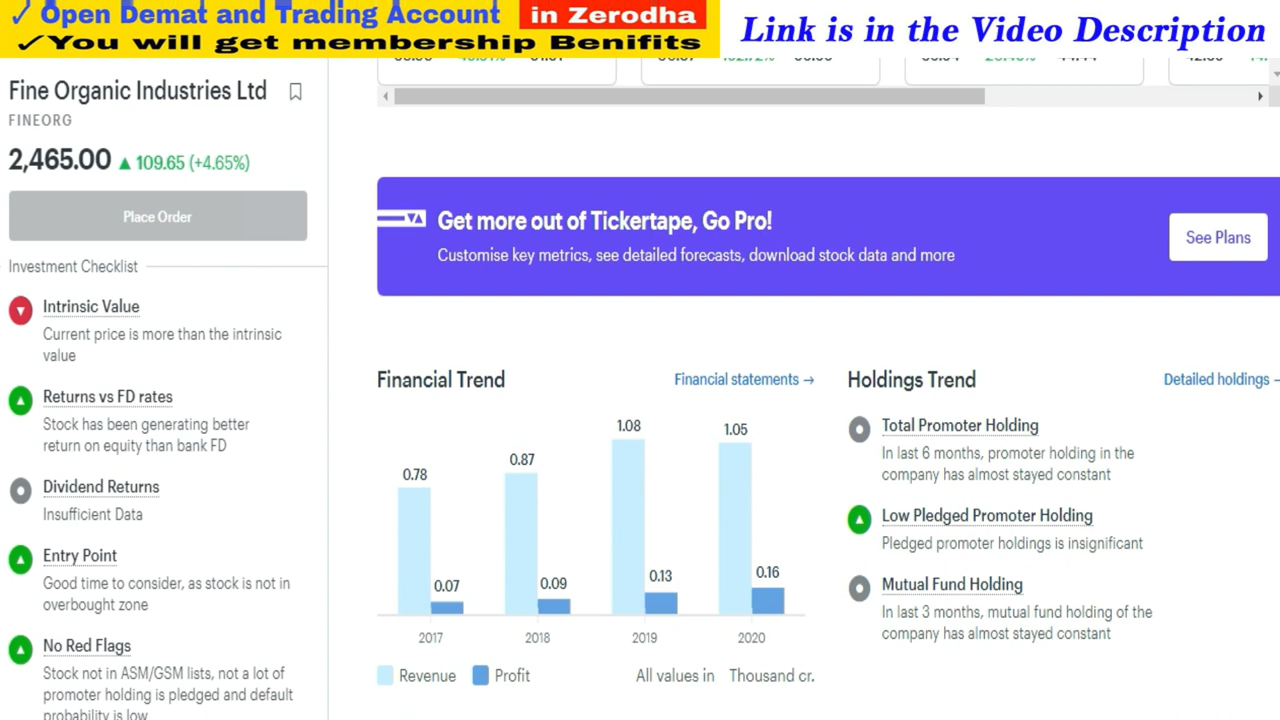 ✓ Open Demat and Trading Account in Zerodha
✓You will get membership Benifits
Link is in the Video Description
Fine Organic Industries Ltd
FINEORG
2,465.00 ▲ 109.65 (+4.65%)
Place Order
Investment Checklist
Intrinsic Value
Current price is more than the intrinsic
value
Returns vs FD rates
Stock has been generating better
return on equity than bank FD
Dividend Returns
Insufficient Data
Entry Point
Good time to consider, as stock is not in
overbought zone
No Red Flags
Stock not in ASM/GSM lists, not a lot of
promoter holding is pledged and default
probability is low
Get more out of Tickertape, Go Pro!
Customise key metrics, see detailed forecasts, download stock data and more
See Plans
Financial Trend
Financial statements →
0.78 0.87 1.08 1.05
0.07 0.09 0.13 0.16
2017 2018 2019 2020
Revenue Profit All values in Thousand cr.
Holdings Trend
Detailed holdings
Total Promoter Holding
In last 6 months, promoter holding in the
company has almost stayed constant
Low Pledged Promoter Holding
Pledged promoter holdings is insignificant
Mutual Fund Holding
In last 3 months, mutual fund holding of the
company has almost stayed constant